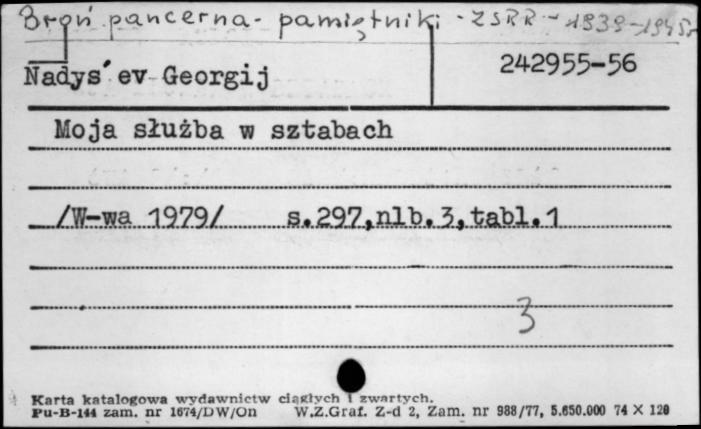 Broń pancerna - pamiętniki - ZSRR - 1939-1945r
Nadyś ev Georgij 242955-56
Moja służba w sztabach
/W-wa 1979/ s.297,nlb.3,tabl.1
3
Karta katalogowa wydawnictw ciągłych i zwartych.
Pu-B-144 zam. nr 1674/DW/On W.Z.Graf. Z-d 2, Zam. nr 988/77, 5.650.000 74 X 120